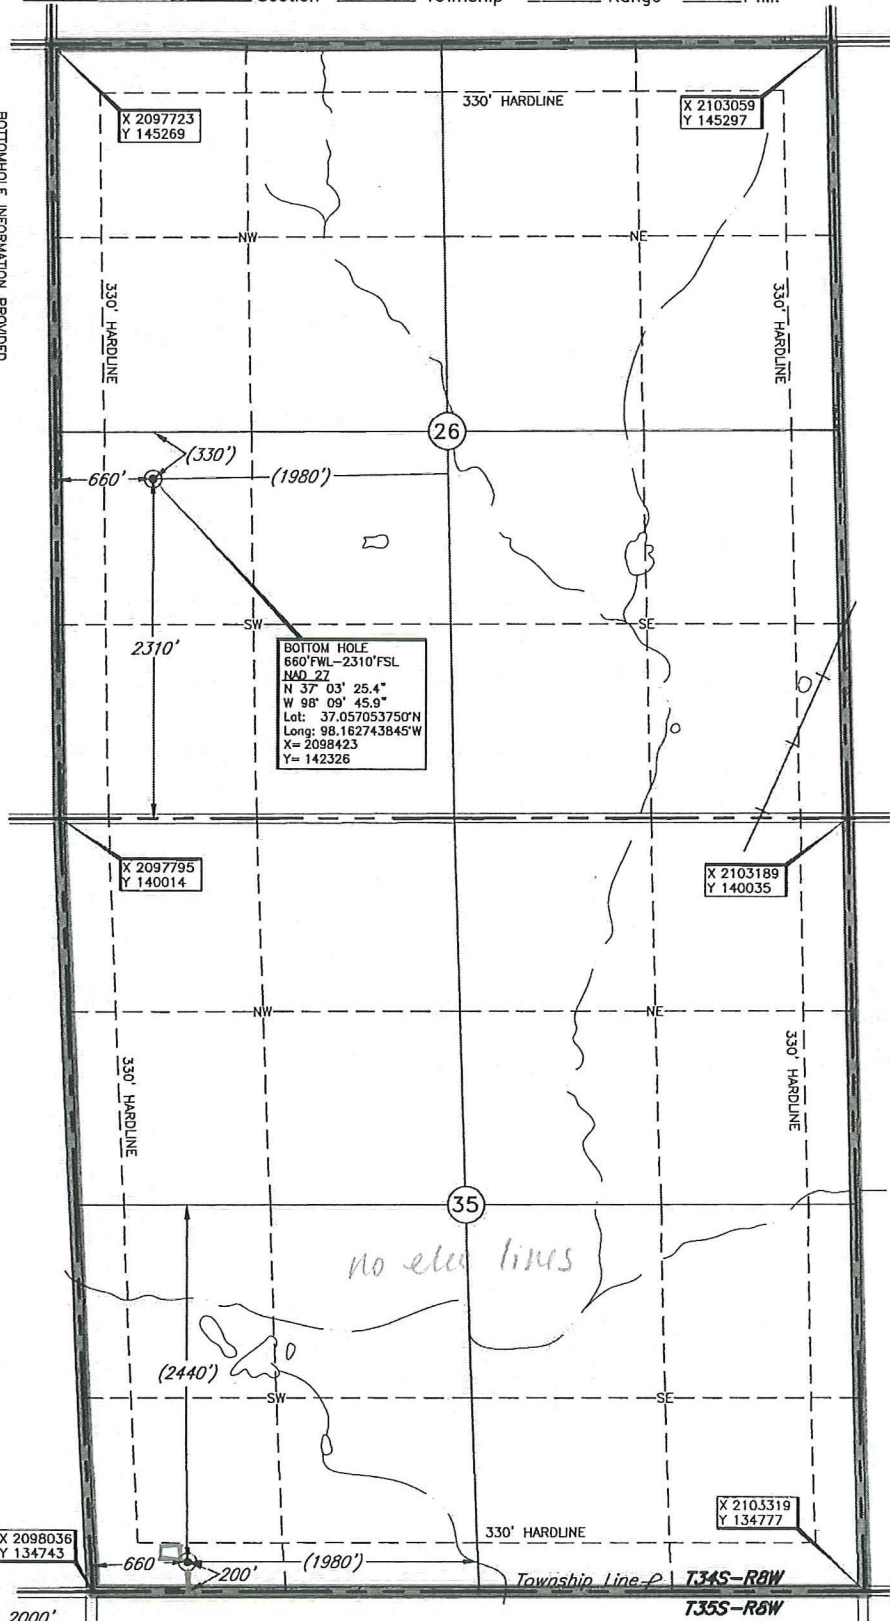 Section Township Range P.M.
X 2097723
Y 145269
330' HARDLINE
X 2103059
Y 145297
BOTTOMHOLE INFORMATION PROVIDED
NW
NE
330' HARDLINE
330' HARDLINE
26
(330')
660'
(1980')
2310'
SW
SE
BOTTOM HOLE
660'FWL-2310'FSL
NAD 27
N 37° 03' 25.4"
W 98° 09' 45.9"
Lat: 37.057053750°N
Long: 98.162743845°W
X= 2098423
Y= 142326
X 2097795
Y 140014
X 2103189
Y 140035
NW
NE
330' HARDLINE
330' HARDLINE
35
no elec lines
(2440')
SW
SE
X 2098036
Y 134743
X 2103319
Y 134777
330' HARDLINE
660
200'
(1980')
Township Line
T34S-R8W
T35S-R8W
2000'